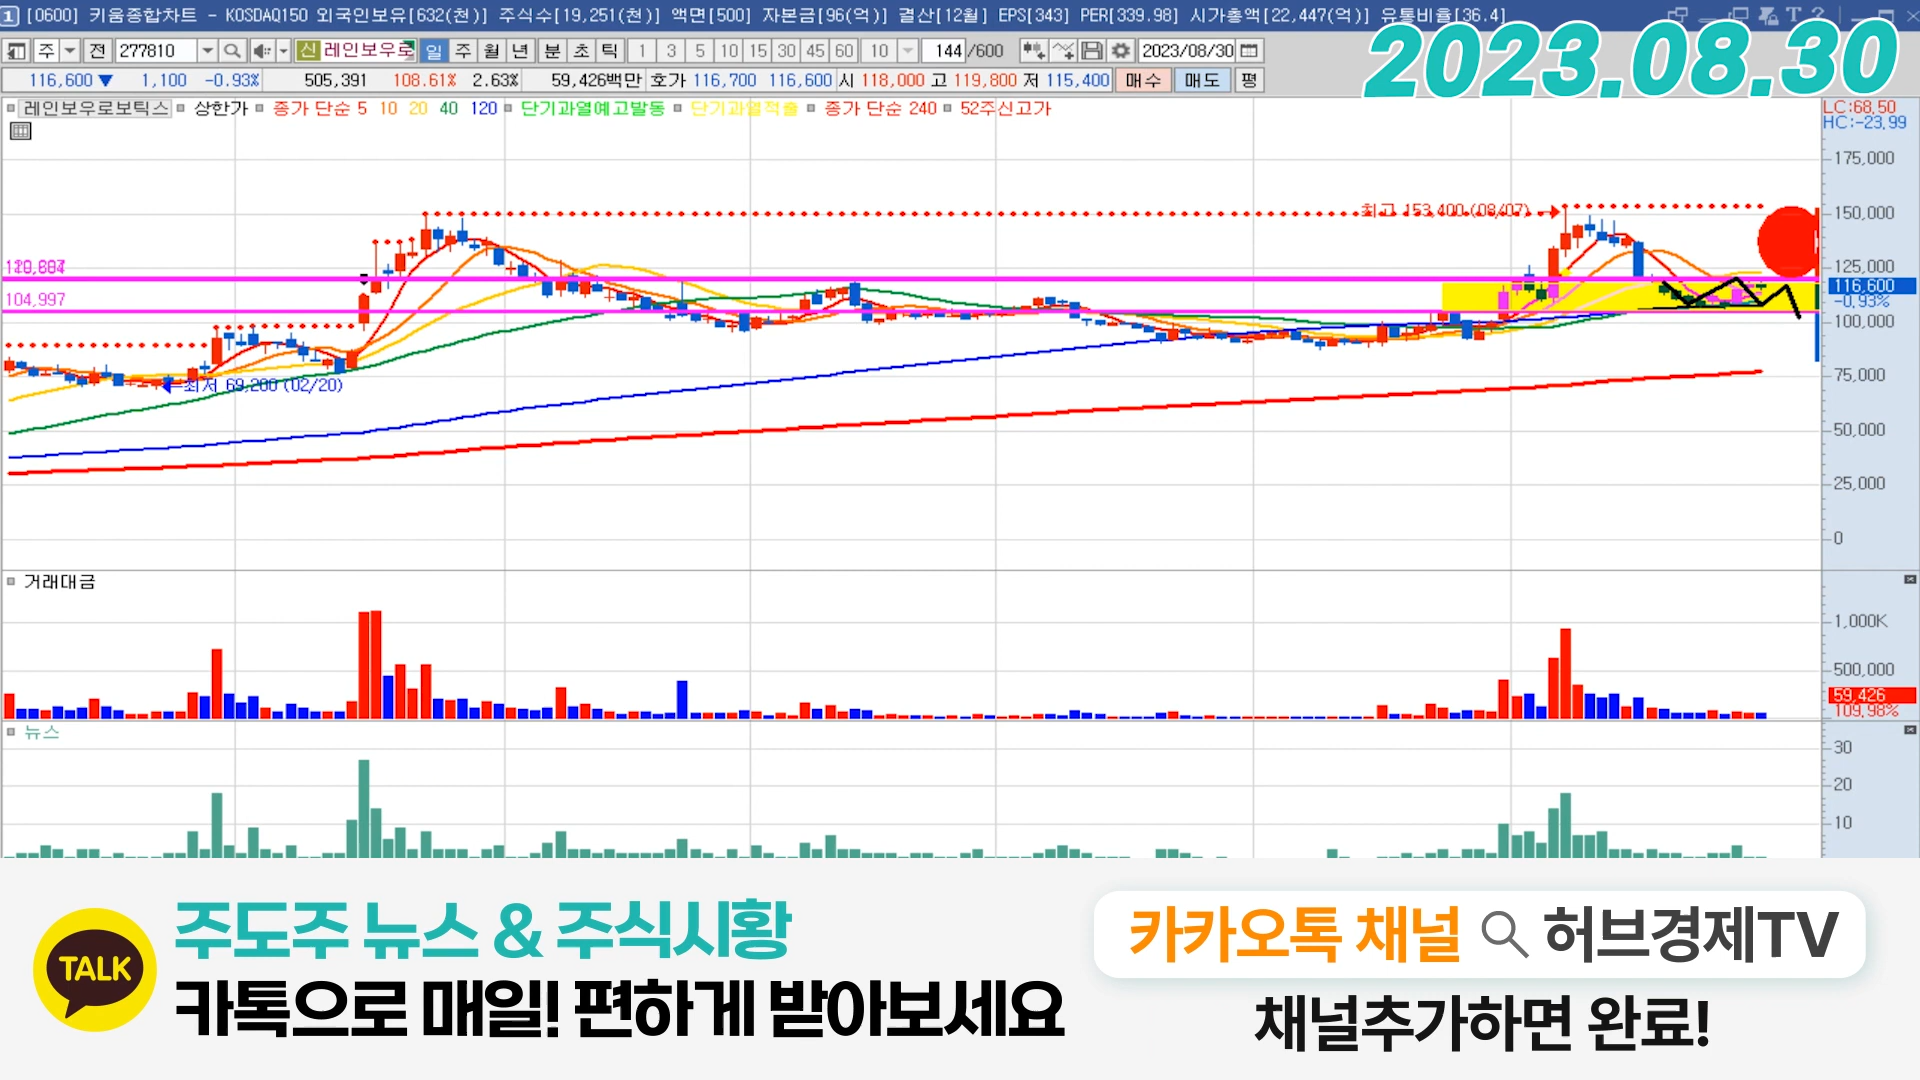 1 [0600] 키움종합차트 - KOSDAQ150 외국인보유[632(천)] 주식수[19,251(천)] 액면[500] 자본금[96(억)] 결산[12월] EPS[343] PER[339.98] 시가총액[22,447(억)] 유통비율[36.4]
2023.08.30
주 전 277810 신 레인보우로 일 주 월 년 분 초 틱 1 3 5 10 15 30 45 60 10 144 /600 2023/08/30
116,600 ▼ 1,100 -0.93% 505,391 108.61% 2.63% 59,426백만 호가 116,700 116,600 시 118,000 고 119,800 저 115,400 매수 매도 평
레인보우로보틱스 상한가 종가 단순 5 10 20 40 120 단기과열예고발동 단기과열적출 종가 단순 240 52주신고가
LC:68.50
HC:-23.99
175,000
최고 153,400 (08/07)
150,000
125,000
116,600
-0.93%
104,997
100,000
최저 69,200 (02/20)
75,000
50,000
25,000
0
거래대금
1,000K
500,000
59,426
109.98%
뉴스
30
20
10
TALK
주도주 뉴스 & 주식시황
카톡으로 매일! 편하게 받아보세요
카카오톡 채널 허브경제TV
채널추가하면 완료!